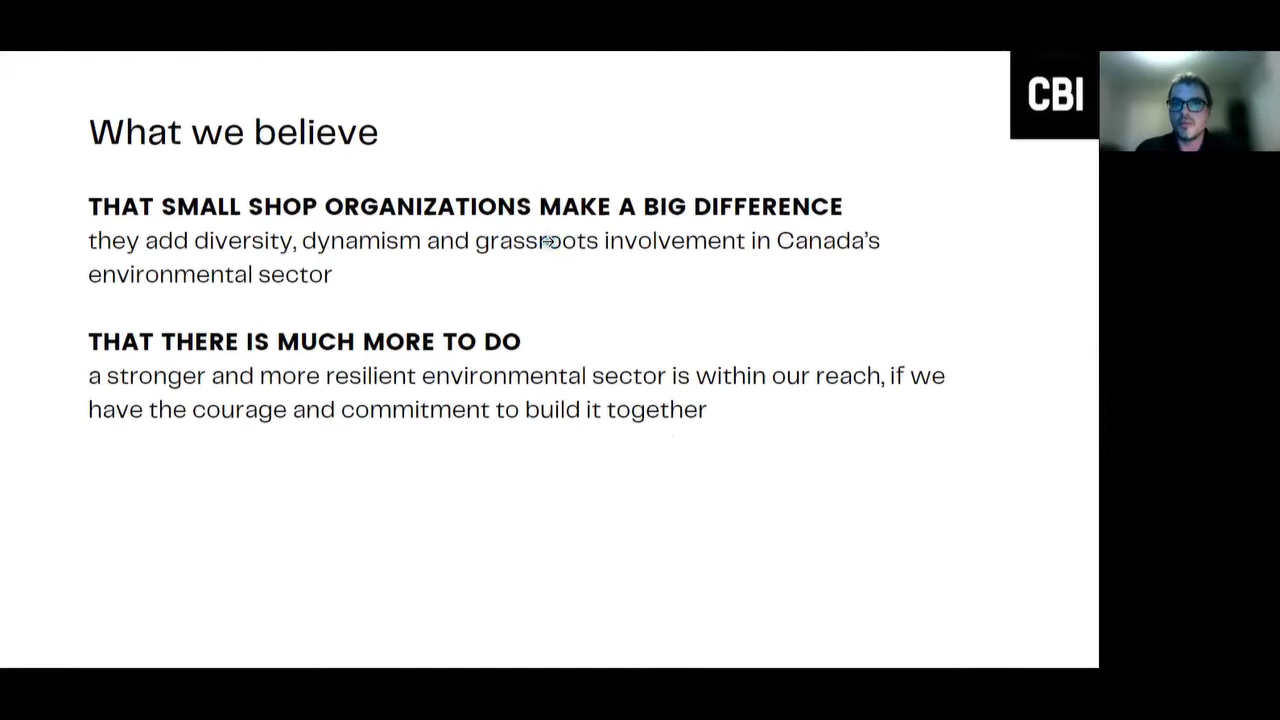 CBI
What we believe
THAT SMALL SHOP ORGANIZATIONS MAKE A BIG DIFFERENCE
they add diversity, dynamism and grassroots involvement in Canada’s
environmental sector
THAT THERE IS MUCH MORE TO DO
a stronger and more resilient environmental sector is within our reach, if we
have the courage and commitment to build it together